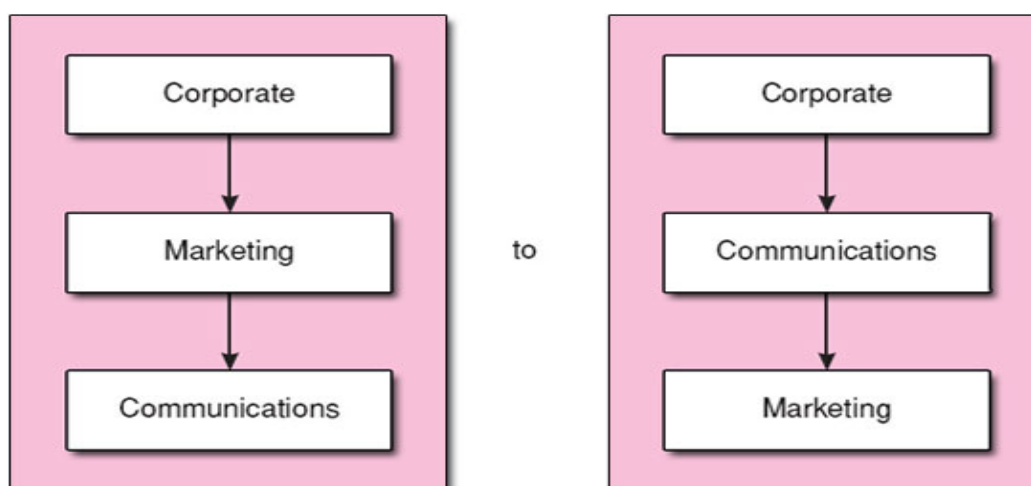 Corporate
Marketing
Communications
to
Corporate
Communications
Marketing